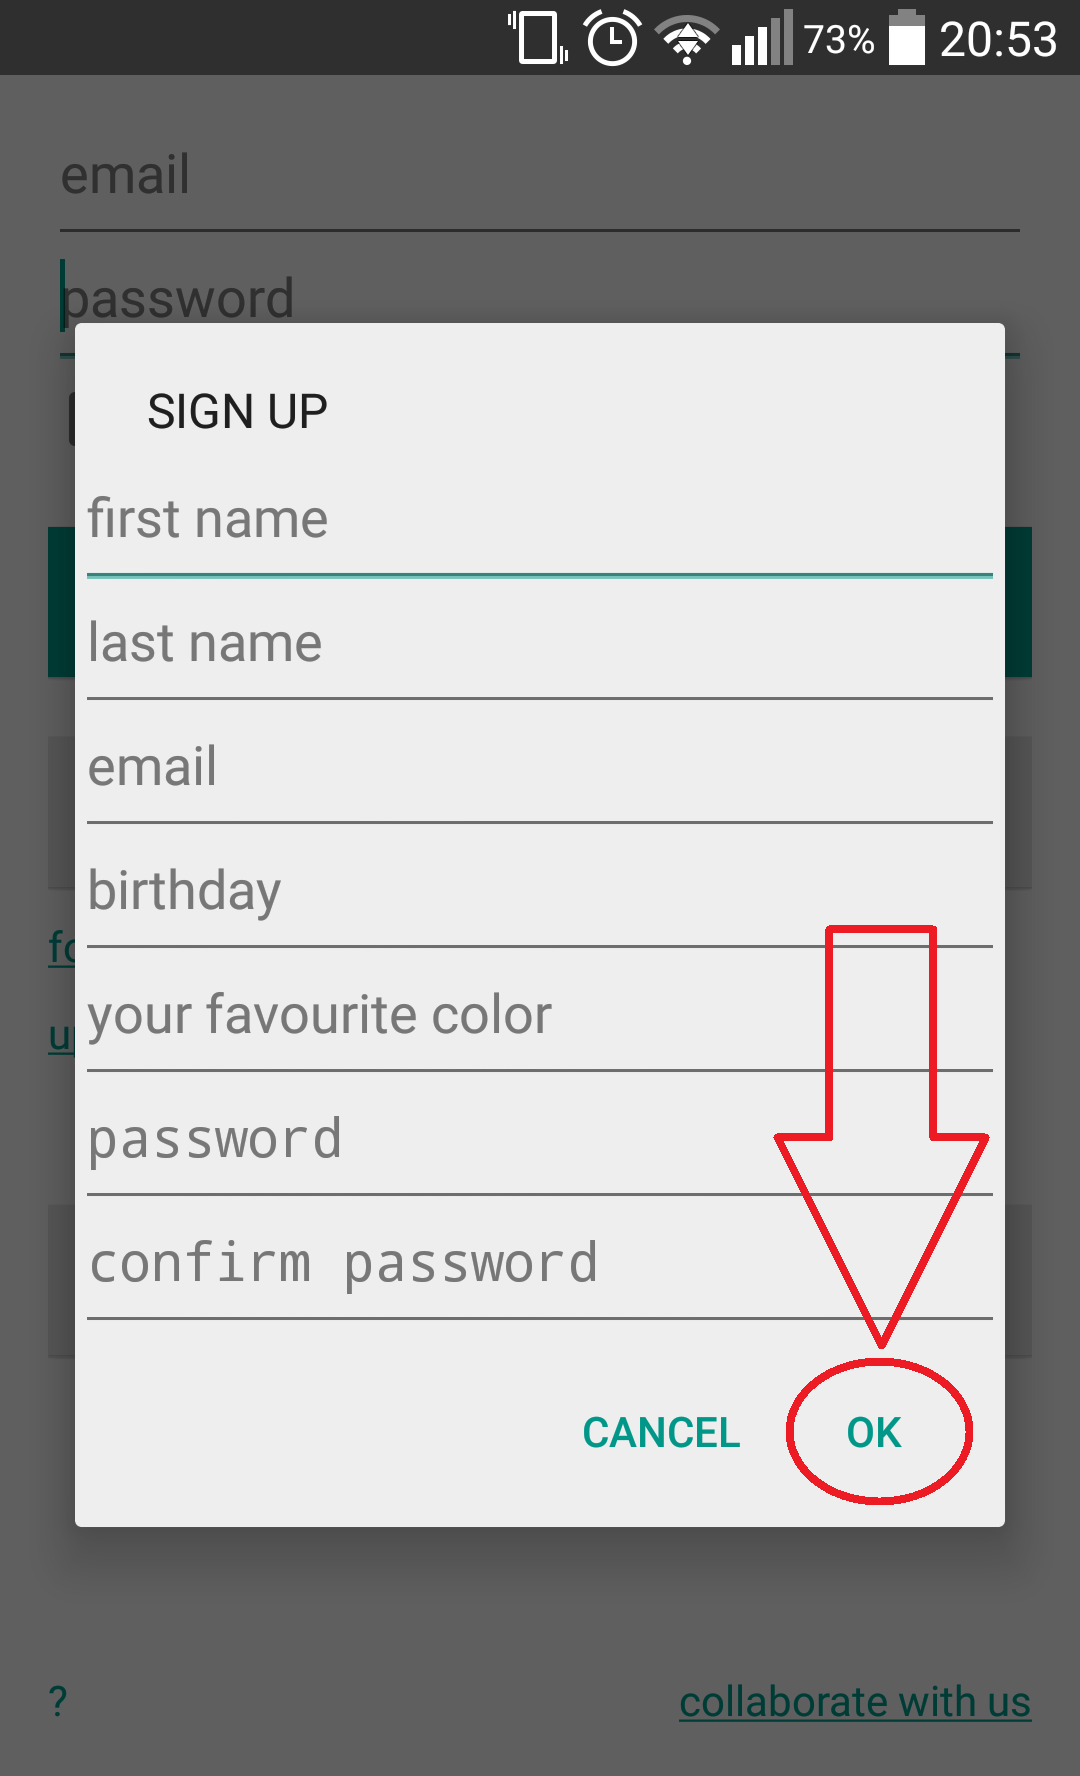 73% 20:53
email
password
SIGN UP
first name
last name
email
birthday
your favourite color
password
confirm password
CANCEL OK
? collaborate with us